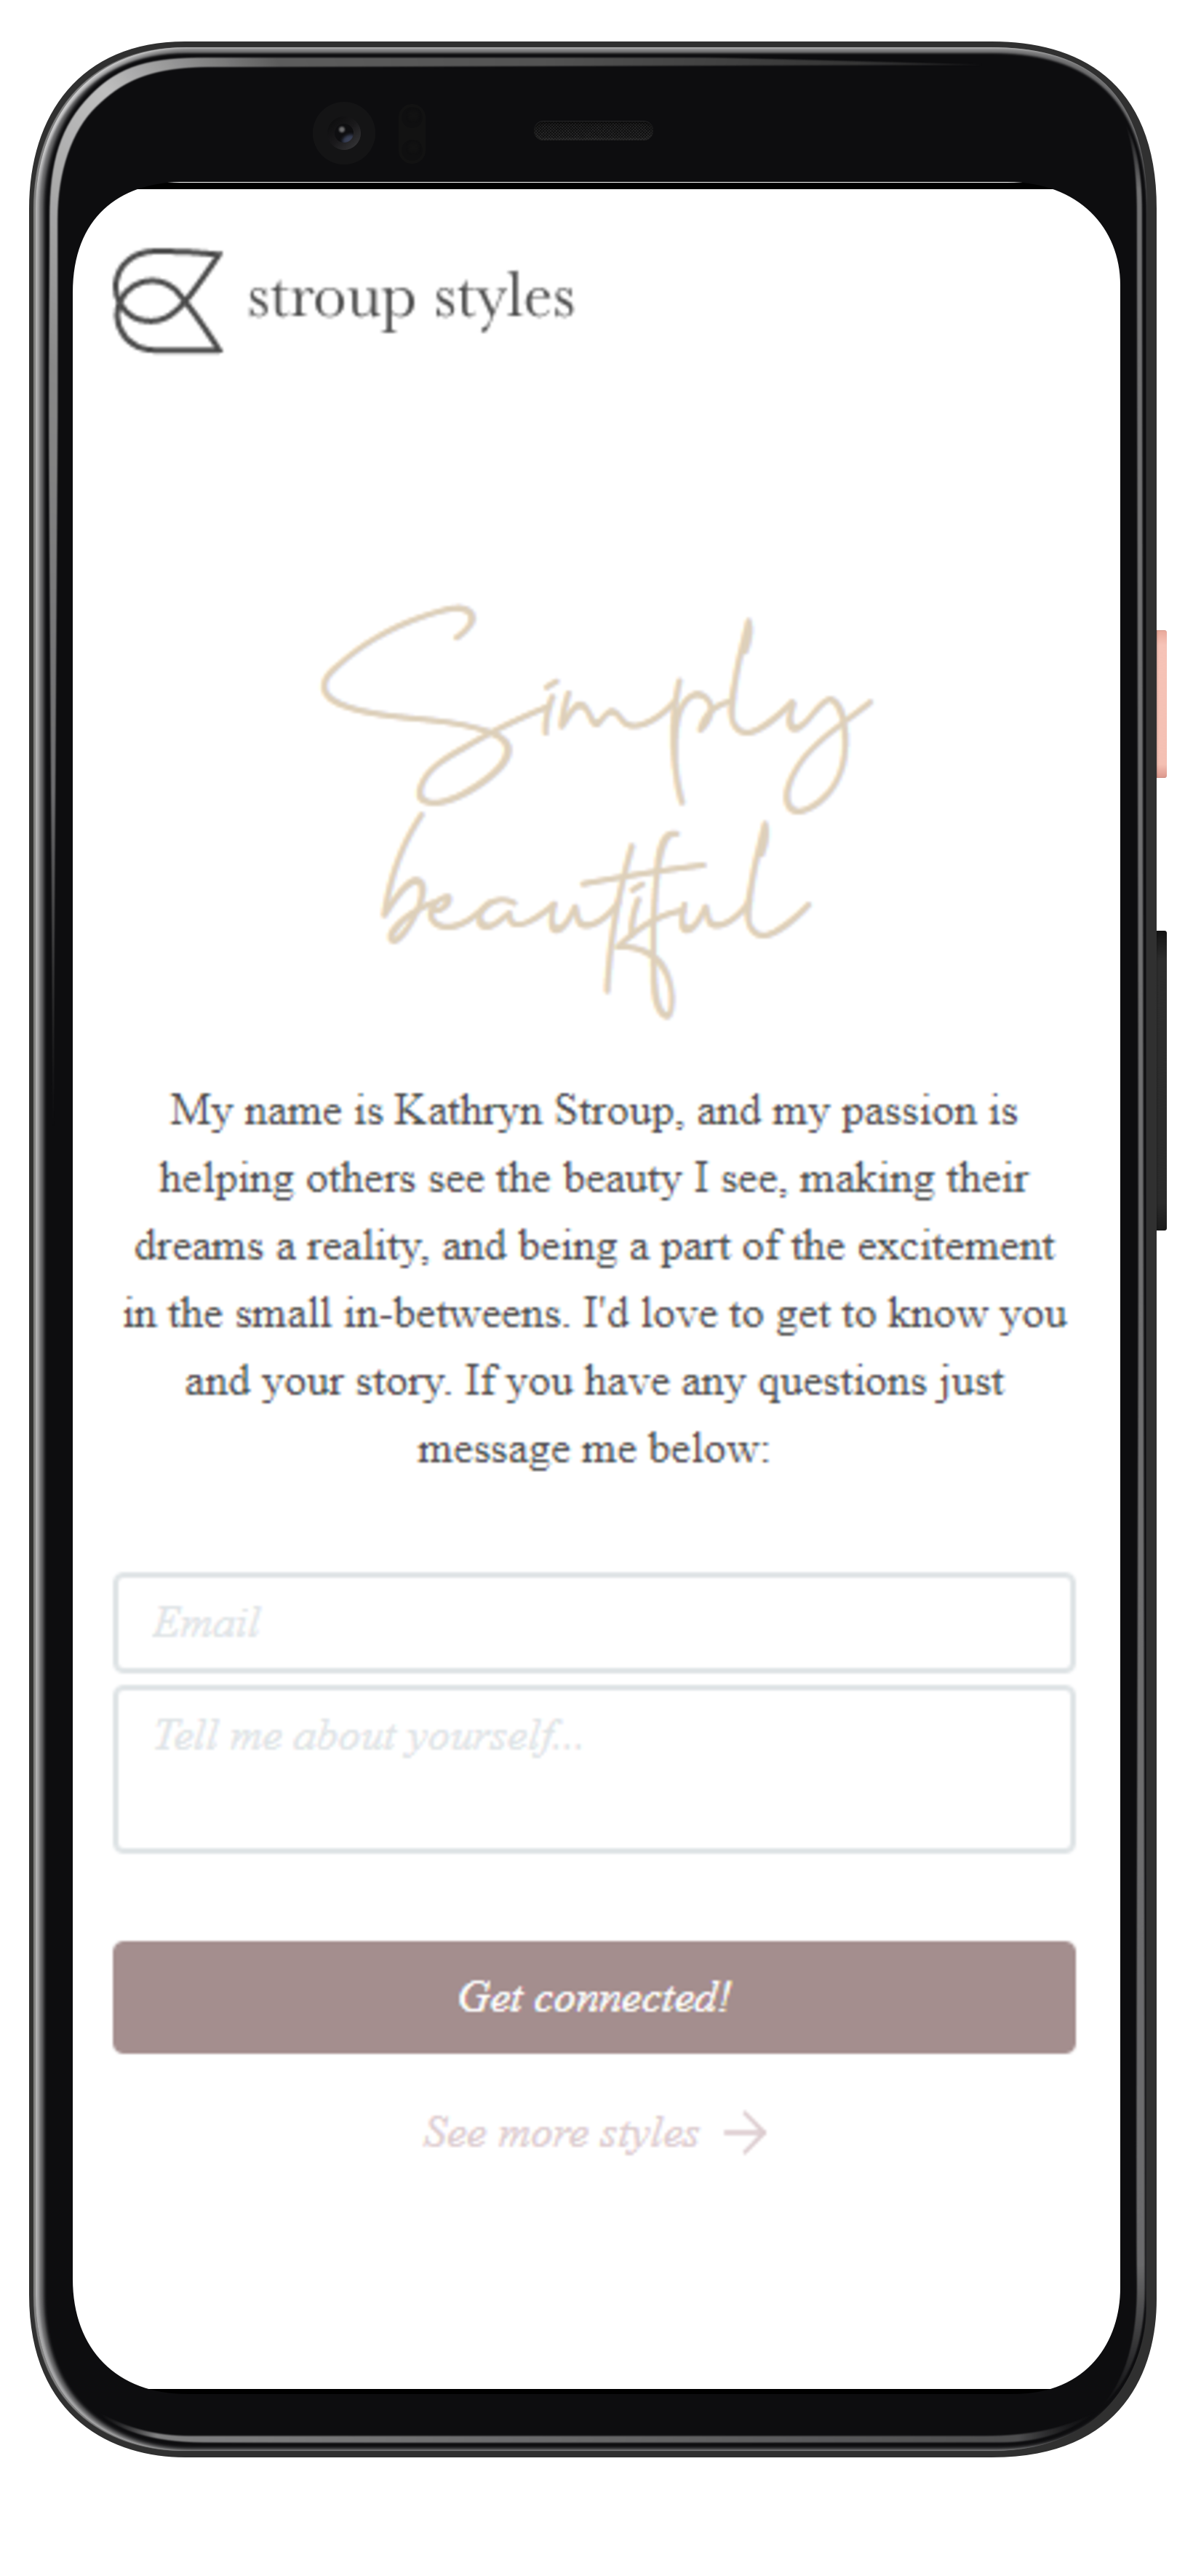 stroup styles
Simply
beautiful
My name is Kathryn Stroup, and my passion is
helping others see the beauty I see, making their
dreams a reality, and being a part of the excitement
in the small in-betweens. I'd love to get to know you
and your story. If you have any questions just
message me below:
Email
Tell me about yourself...
Get connected!
See more styles →